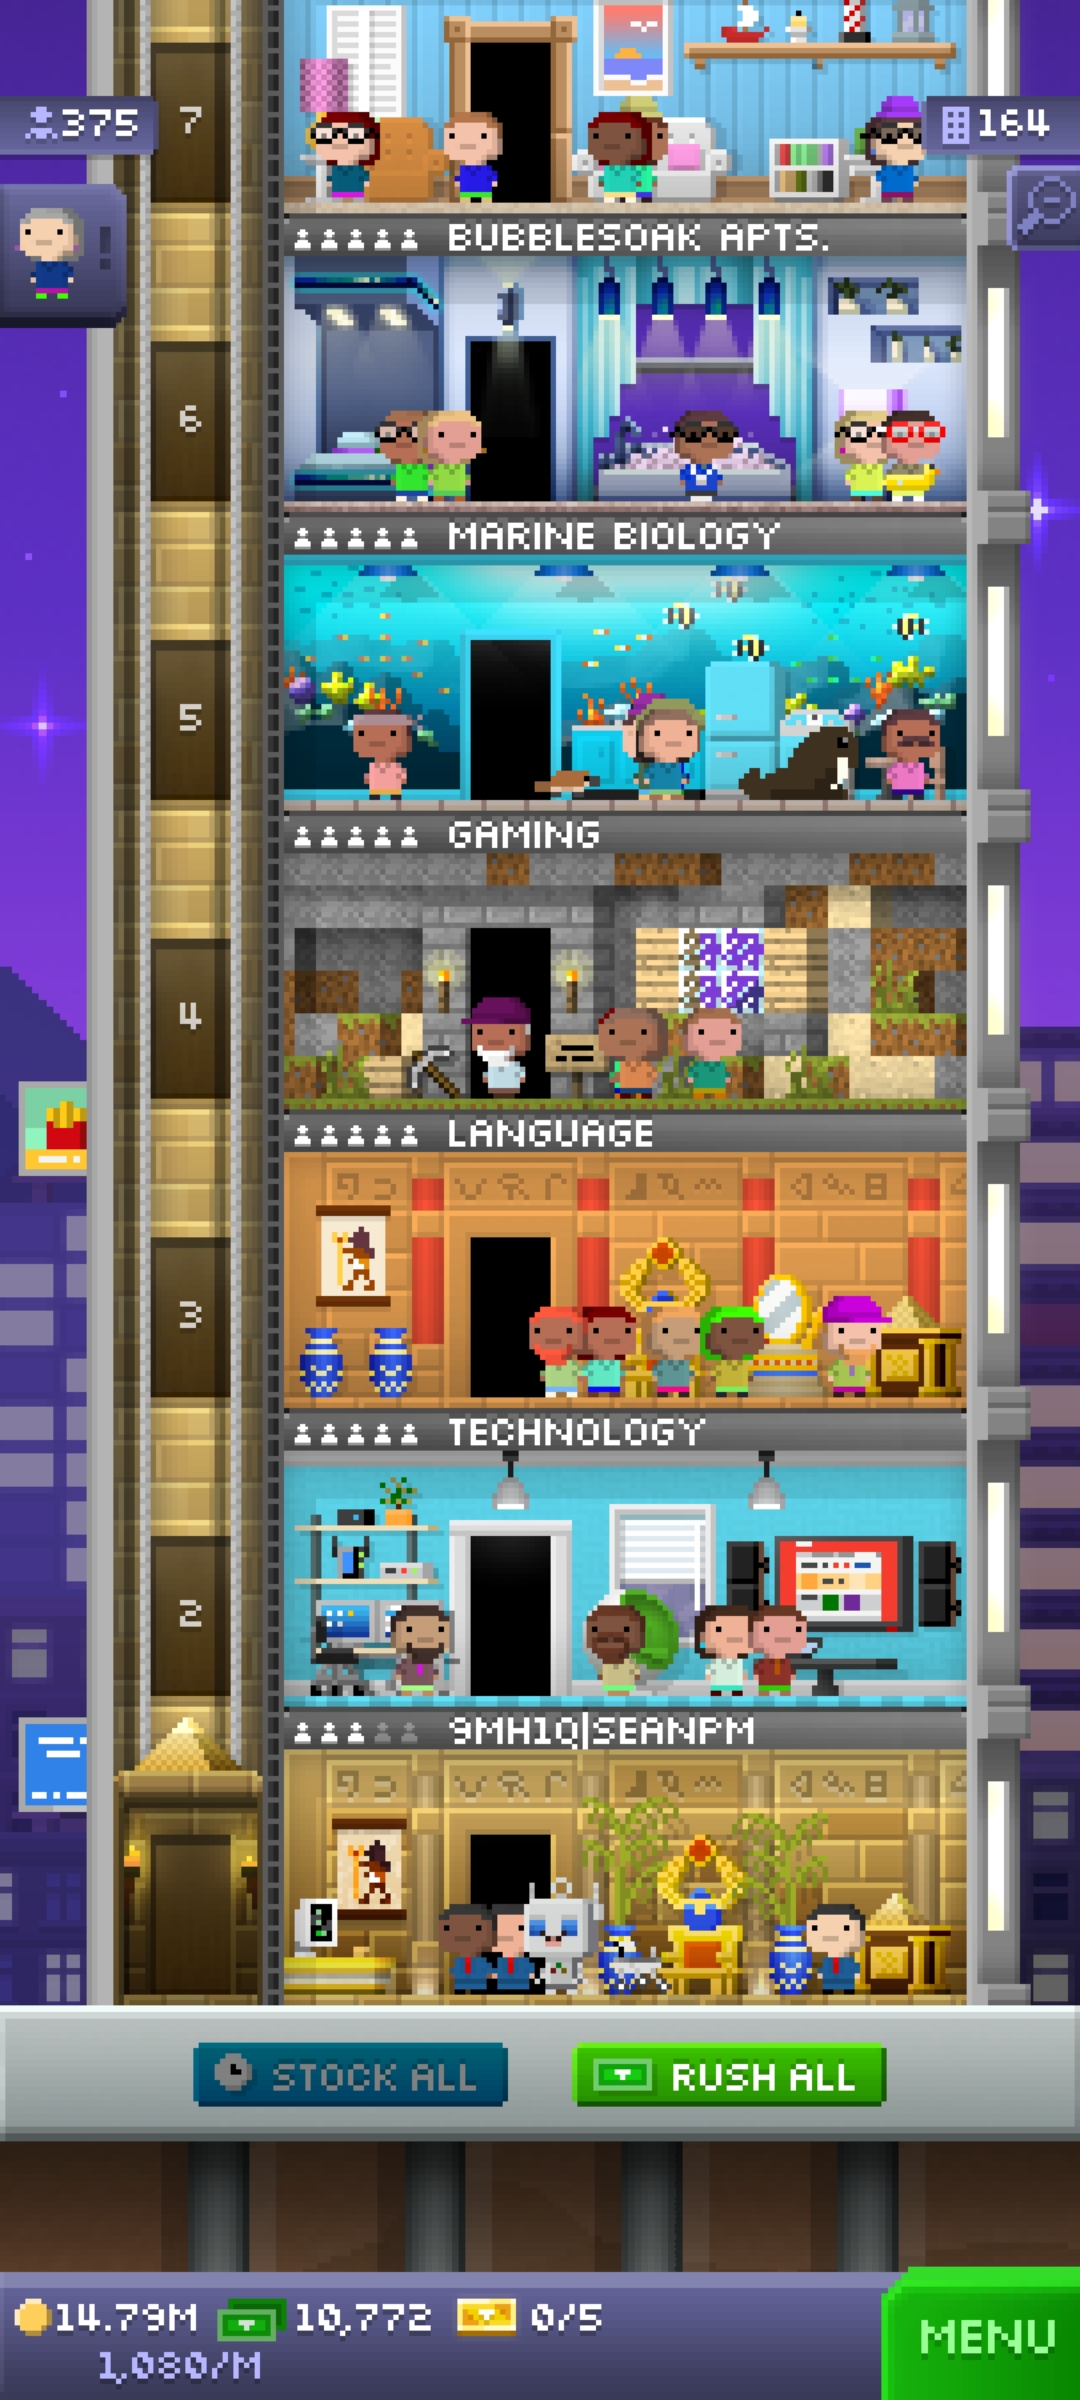 375
7
164
!
BUBBLESOAK APTS.
6
MARINE BIOLOGY
5
GAMING
4
LANGUAGE
3
TECHNOLOGY
2
9MH1Q|SEANPM
STOCK ALL
RUSH ALL
14.79M
10,772
0/5
1,080/M
MENU